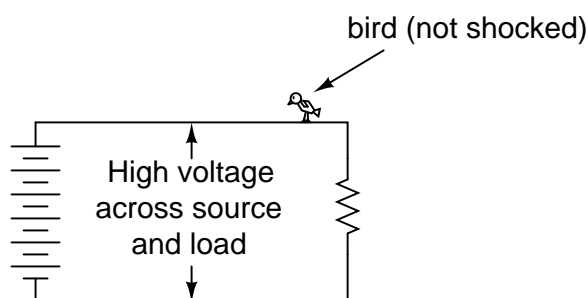 bird (not shocked)
High voltage
across source
and load